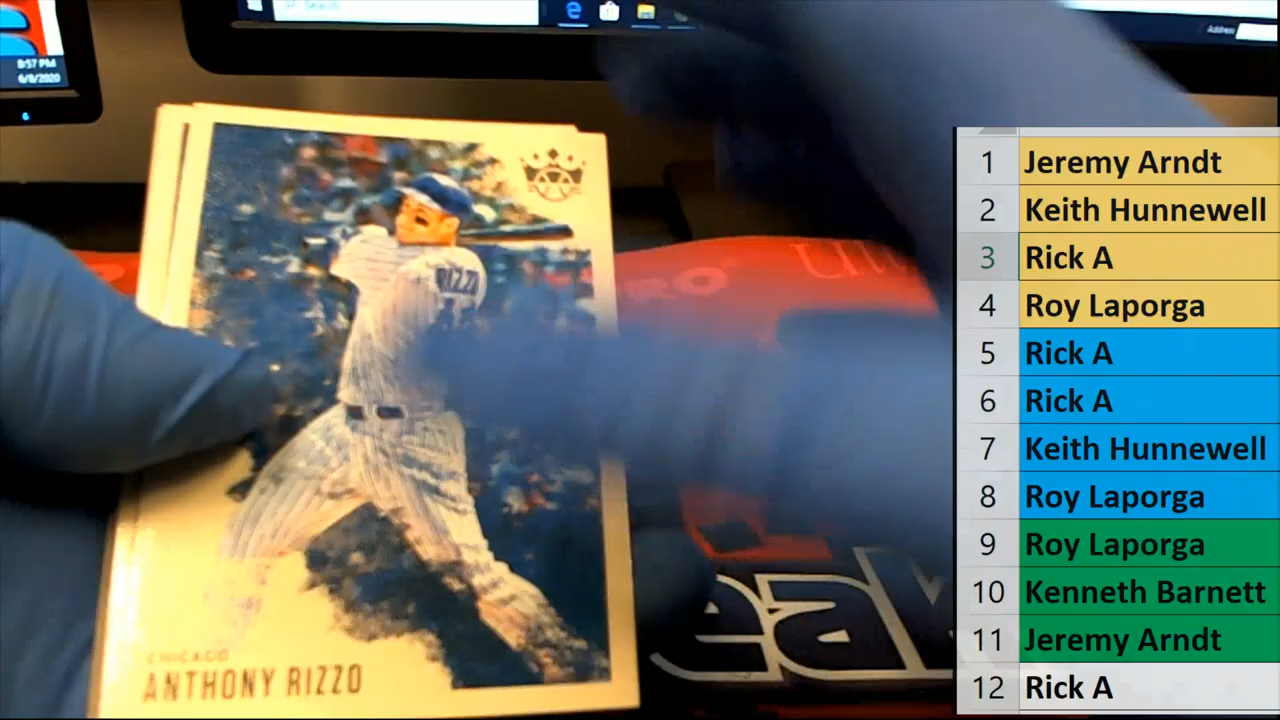 Search
8:57 PM
6/8/2020
Address
RIZZO
CHICAGO
ANTHONY RIZZO
1 Jeremy Arndt
2 Keith Hunnewell
3 Rick A
4 Roy Laporga
5 Rick A
6 Rick A
7 Keith Hunnewell
8 Roy Laporga
9 Roy Laporga
10 Kenneth Barnett
11 Jeremy Arndt
12 Rick A